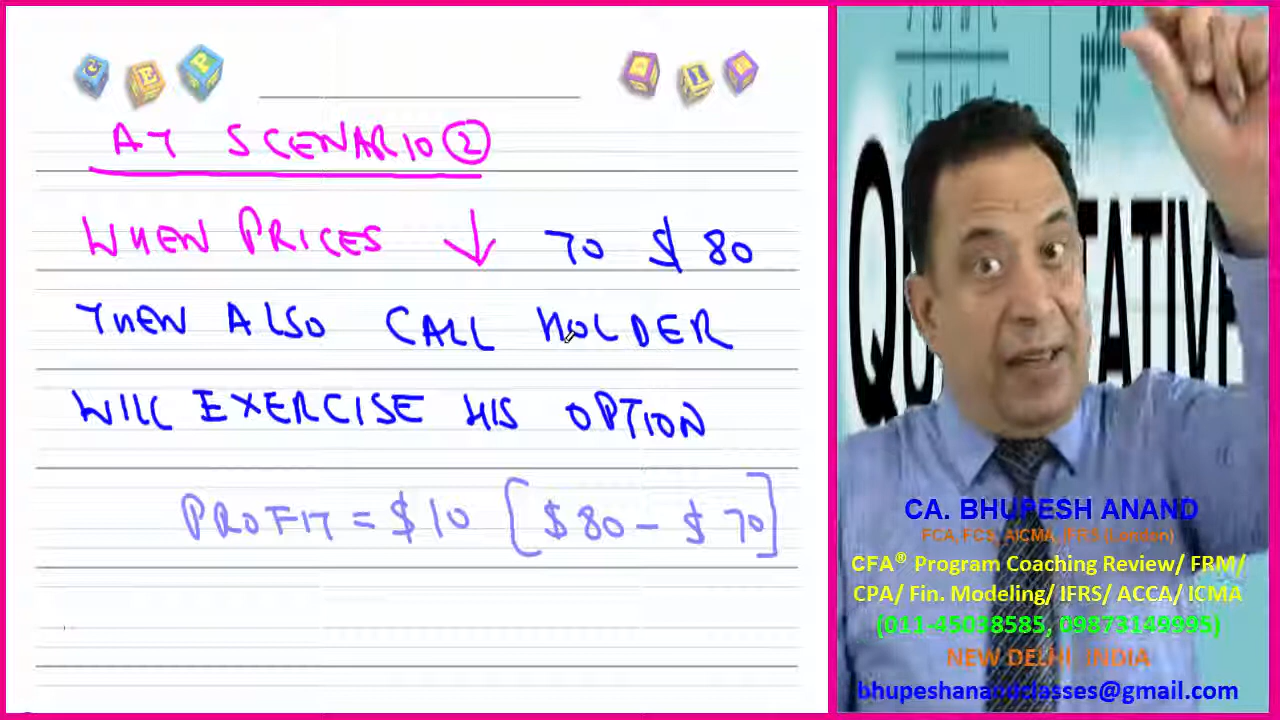 AT SCENARIO 2
WHEN PRICES ↓ TO $ 80
THEN ALSO CALL HOLDER
WILL EXERCISE HIS OPTION
PROFIT = $ 10 [$ 80 - $ 70]
CA. BHUPESH ANAND
FCA, FCS, AICMA, IFRS (London)
CFA® Program Coaching Review/ FRM/
CPA/ Fin. Modeling/ IFRS/ ACCA/ ICMA
(011-45038585, 09873149995)
NEW DELHI, INDIA
bhupeshanandclasses@gmail.com